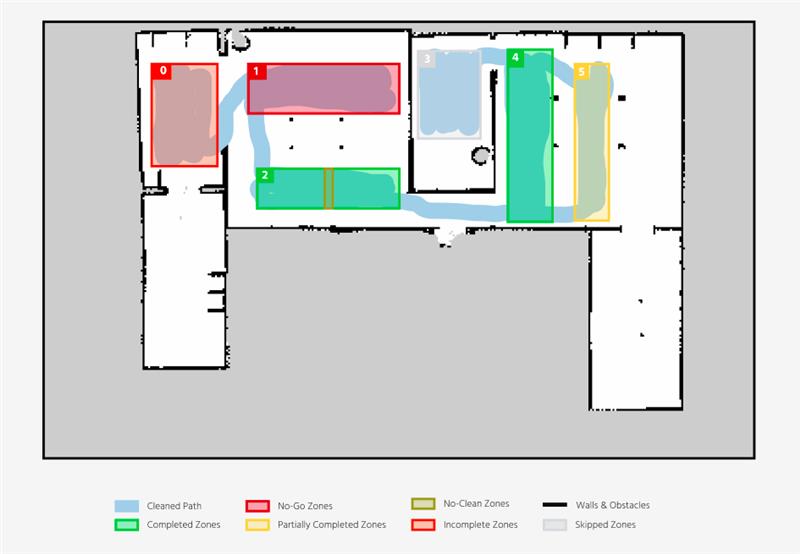 0
1
2
3
4
5
Cleaned Path
No-Go Zones
No-Clean Zones
Walls & Obstacles
Completed Zones
Partially Completed Zones
Incomplete Zones
Skipped Zones